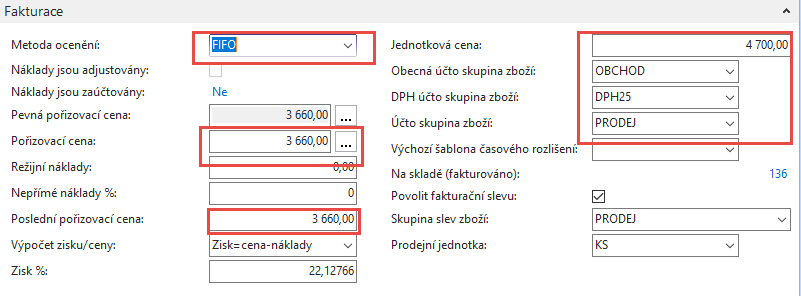 Fakturace
Metoda ocenění: FIFO
Náklady jsou adjustovány:
Náklady jsou zaúčtovány: Ne
Pevná pořizovací cena: 3 660,00 ...
Pořizovací cena: 3 660,00 ...
Režijní náklady: 0,00
Nepřímé náklady %: 0
Poslední pořizovací cena: 3 660,00
Výpočet zisku/ceny: Zisk=cena-náklady
Zisk %: 22,12766
Jednotková cena: 4 700,00
Obecná účto skupina zboží: OBCHOD
DPH účto skupina zboží: DPH25
Účto skupina zboží: PRODEJ
Výchozí šablona časového rozlišení:
Na skladě (fakturováno): 136
Povolit fakturační slevu:
Skupina slev zboží: PRODEJ
Prodejní jednotka: KS